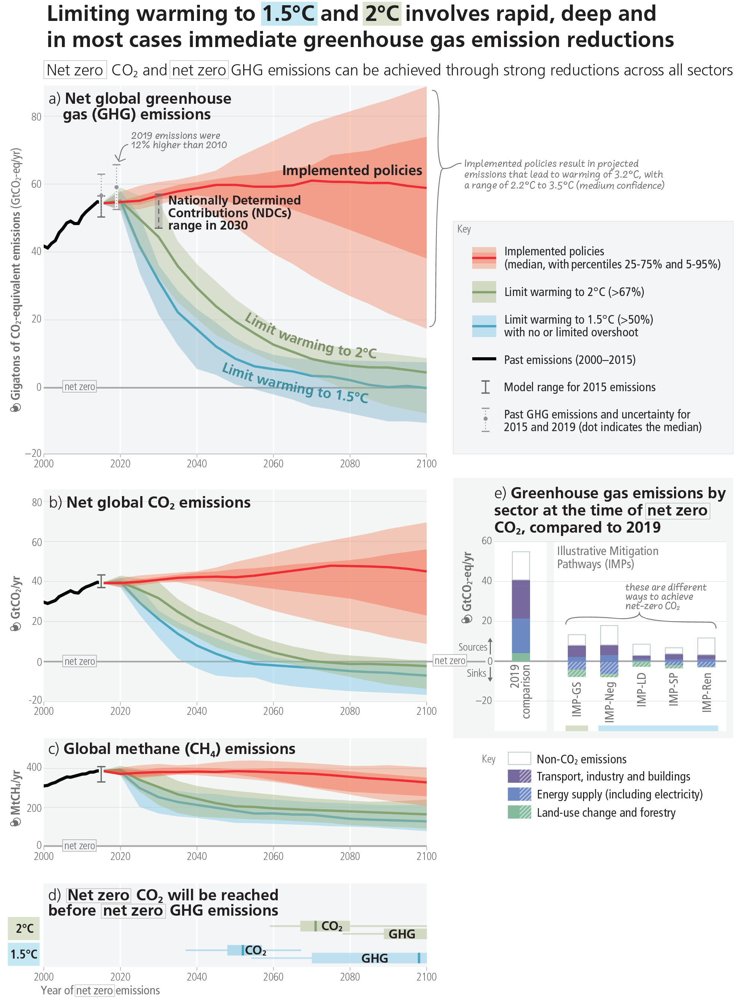 Limiting warming to 1.5°C and 2°C involves rapid, deep and
in most cases immediate greenhouse gas emission reductions
Net zero CO₂ and net zero GHG emissions can be achieved through strong reductions across all sectors
a) Net global greenhouse
gas (GHG) emissions
Gigatons of CO₂-equivalent emissions (GtCO₂-eq/yr)
80
60
40
20
0
−20
2019 emissions were
12% higher than 2010
Implemented policies
Nationally Determined
Contributions (NDCs)
range in 2030
Limit warming to 2°C
Limit warming to 1.5°C
net zero
2000
2020
2040
2060
2080
2100
Implemented policies result in projected
emissions that lead to warming of 3.2°C, with
a range of 2.2°C to 3.5°C (medium confidence)
Key
Implemented policies
(median, with percentiles 25-75% and 5-95%)
Limit warming to 2°C (>67%)
Limit warming to 1.5°C (>50%)
with no or limited overshoot
Past emissions (2000–2015)
Model range for 2015 emissions
Past GHG emissions and uncertainty for
2015 and 2019 (dot indicates the median)
b) Net global CO₂ emissions
GtCO₂/yr
80
60
40
20
0
-20
net zero
2000
2020
2040
2060
2080
2100
c) Global methane (CH₄) emissions
MtCH₄/yr
400
200
0
net zero
2000
2020
2040
2060
2080
2100
d) Net zero CO₂ will be reached
before net zero GHG emissions
2°C
CO₂
GHG
1.5°C
CO₂
GHG
2000
2020
2040
2060
2080
2100
Year of net zero emissions
e) Greenhouse gas emissions by
sector at the time of net zero
CO₂, compared to 2019
GtCO₂-eq/yr
60
40
20
0
−20
Sources
Sinks
net zero
Illustrative Mitigation
Pathways (IMPs)
these are different
ways to achieve
net-zero CO₂
2019
comparison
IMP-GS
IMP-Neg
IMP-LD
IMP-SP
IMP-Ren
Key
Non-CO₂ emissions
Transport, industry and buildings
Energy supply (including electricity)
Land-use change and forestry